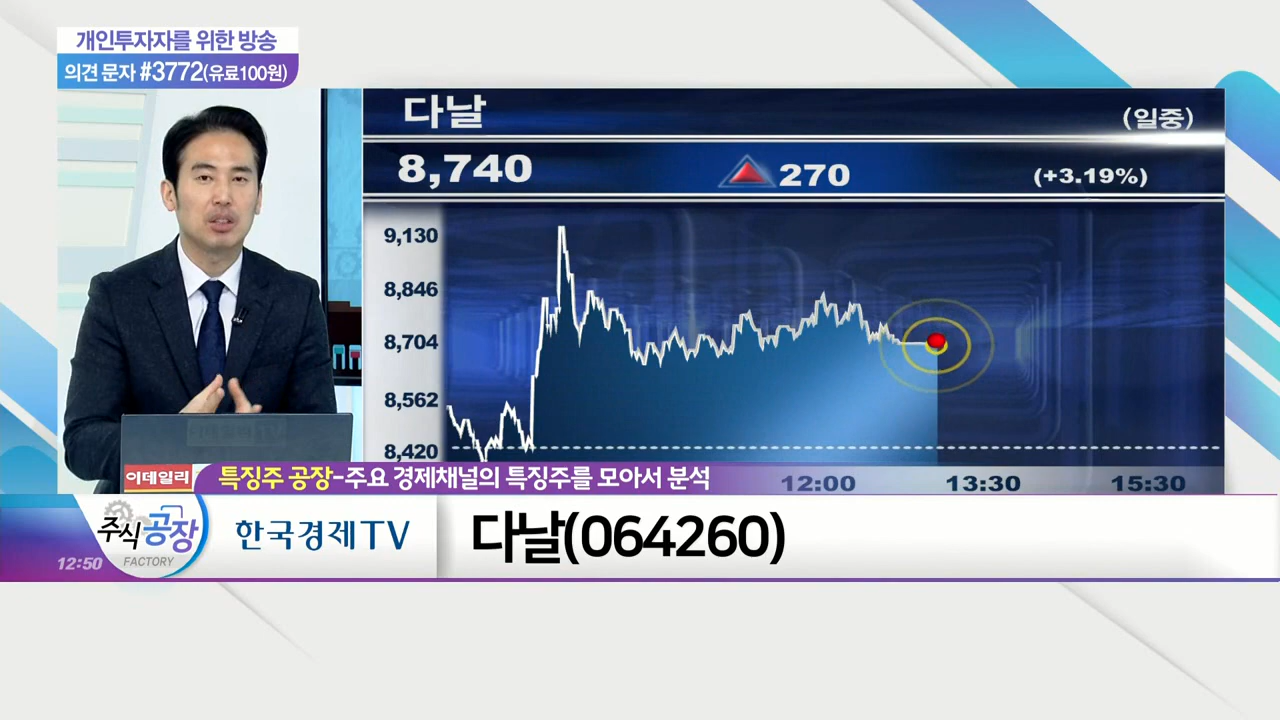 개인투자자를 위한 방송
의견 문자 #3772(유료100원)
다날
(일중)
8,740
270
(+3.19%)
9,130
8,846
8,704
8,562
8,420
12:00
13:30
15:30
이데일리
특징주 공장-주요 경제채널의 특징주를 모아서 분석
주식공장
FACTORY
12:50
한국경제TV
다날(064260)